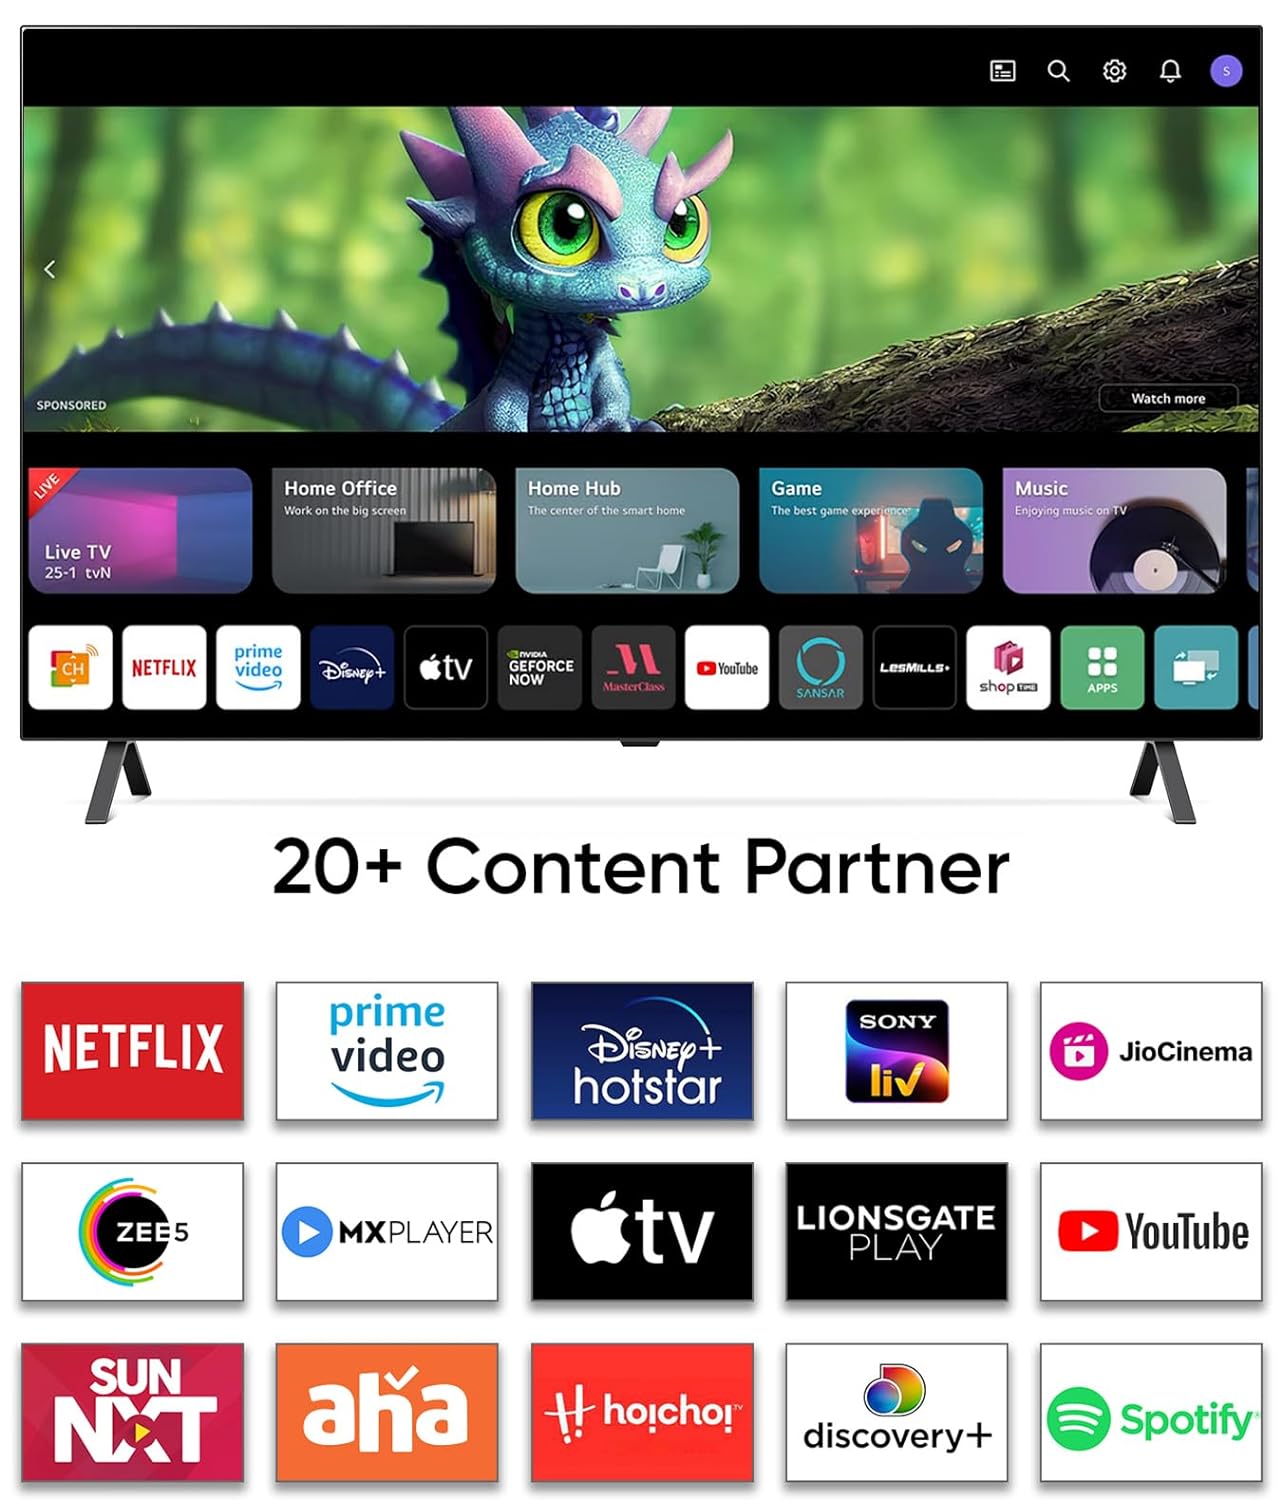 S
SPONSORED
Watch more
LIVE
Live TV
25-1 tvN
Home Office
Work on the big screen
Home Hub
The center of the smart home
Game
The best game experience
Music
Enjoying music on TV
CH
NETFLIX
prime
video
Disney+
tv
NVIDIA
GEFORCE
NOW
MasterClass
YouTube
SANSAR
LESMILLS+
shop TIME
APPS
20+ Content Partner
NETFLIX
prime
video
Disney+
hotstar
SONY
liv
JioCinema
ZEE5
MXPLAYER
tv
LIONSGATE
PLAY
YouTube
SUN
NXT
aha
hoichoi TV
discovery+
Spotify